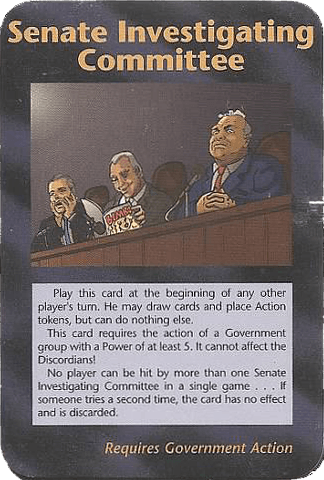 Senate Investigating
Committee
Play this card at the beginning of any other
player's turn. He may draw cards and place Action
tokens, but can do nothing else.
This card requires the action of a Government
group with a Power of at least 5. It cannot affect the
Discordians!
No player can be hit by more than one Senate
Investigating Committee in a single game . . . If
someone tries a second time, the card has no effect
and is discarded.
Requires Government Action